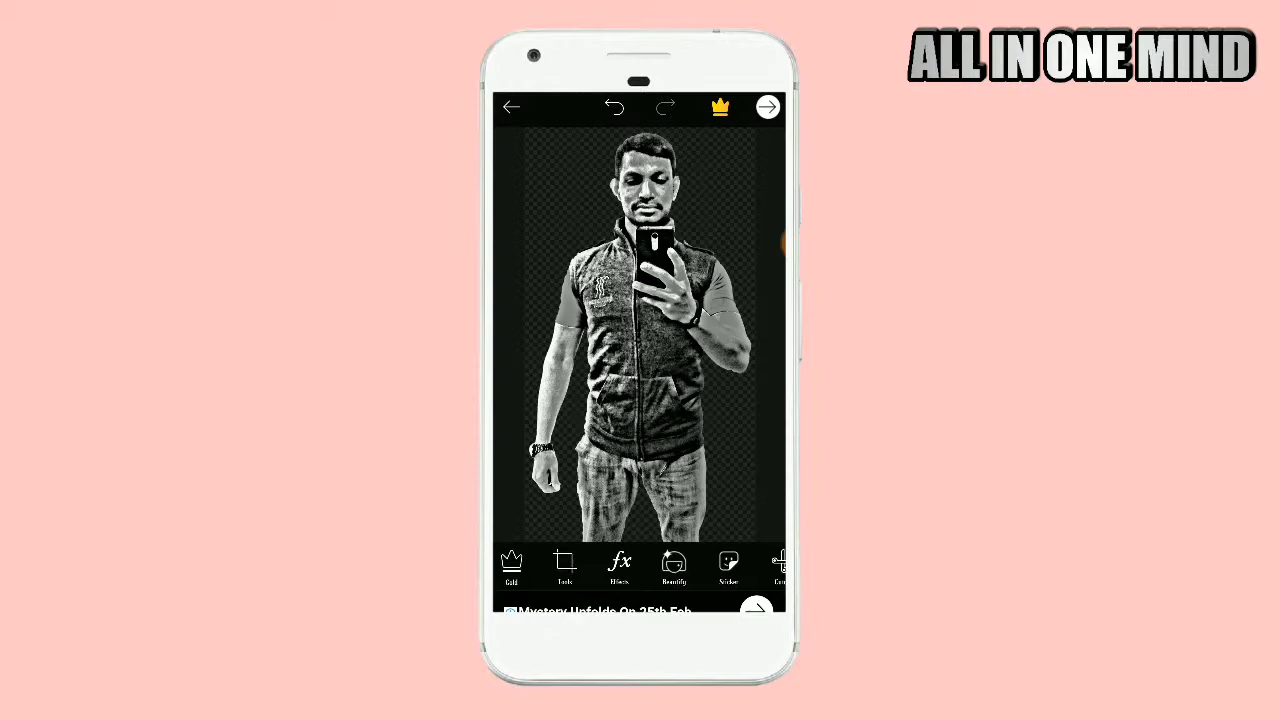 ALL IN ONE MIND
Gold Tools Effects Beautify Sticker
Mystery Unfolds On 25th Feb